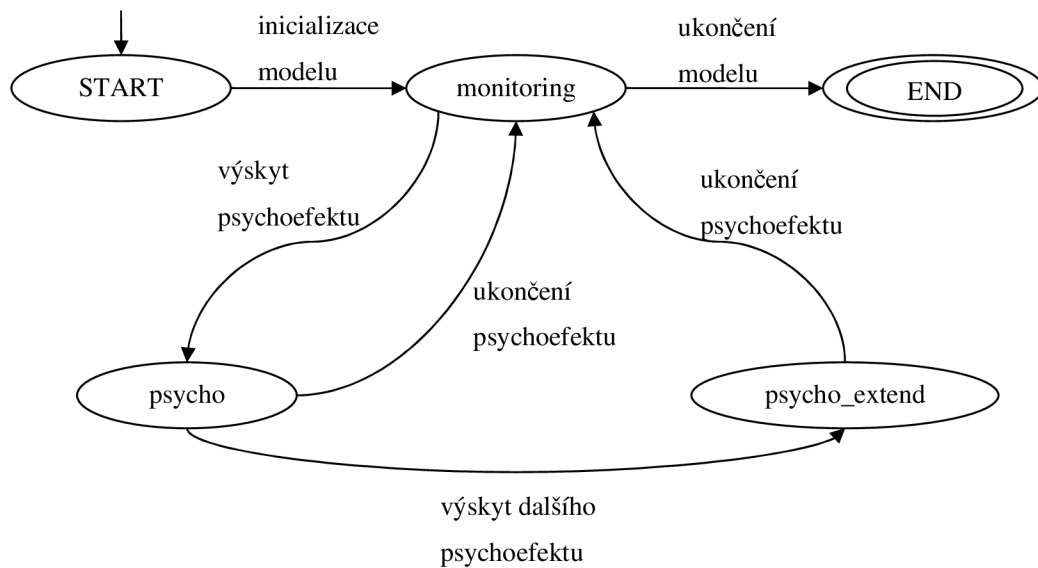 inicializace
modelu
ukončení
modelu
START
monitoring
END
výskyt
psychoefektu
ukončení
psychoefektu
ukončení
psychoefektu
psycho
psycho_extend
výskyt dalšího
psychoefektu